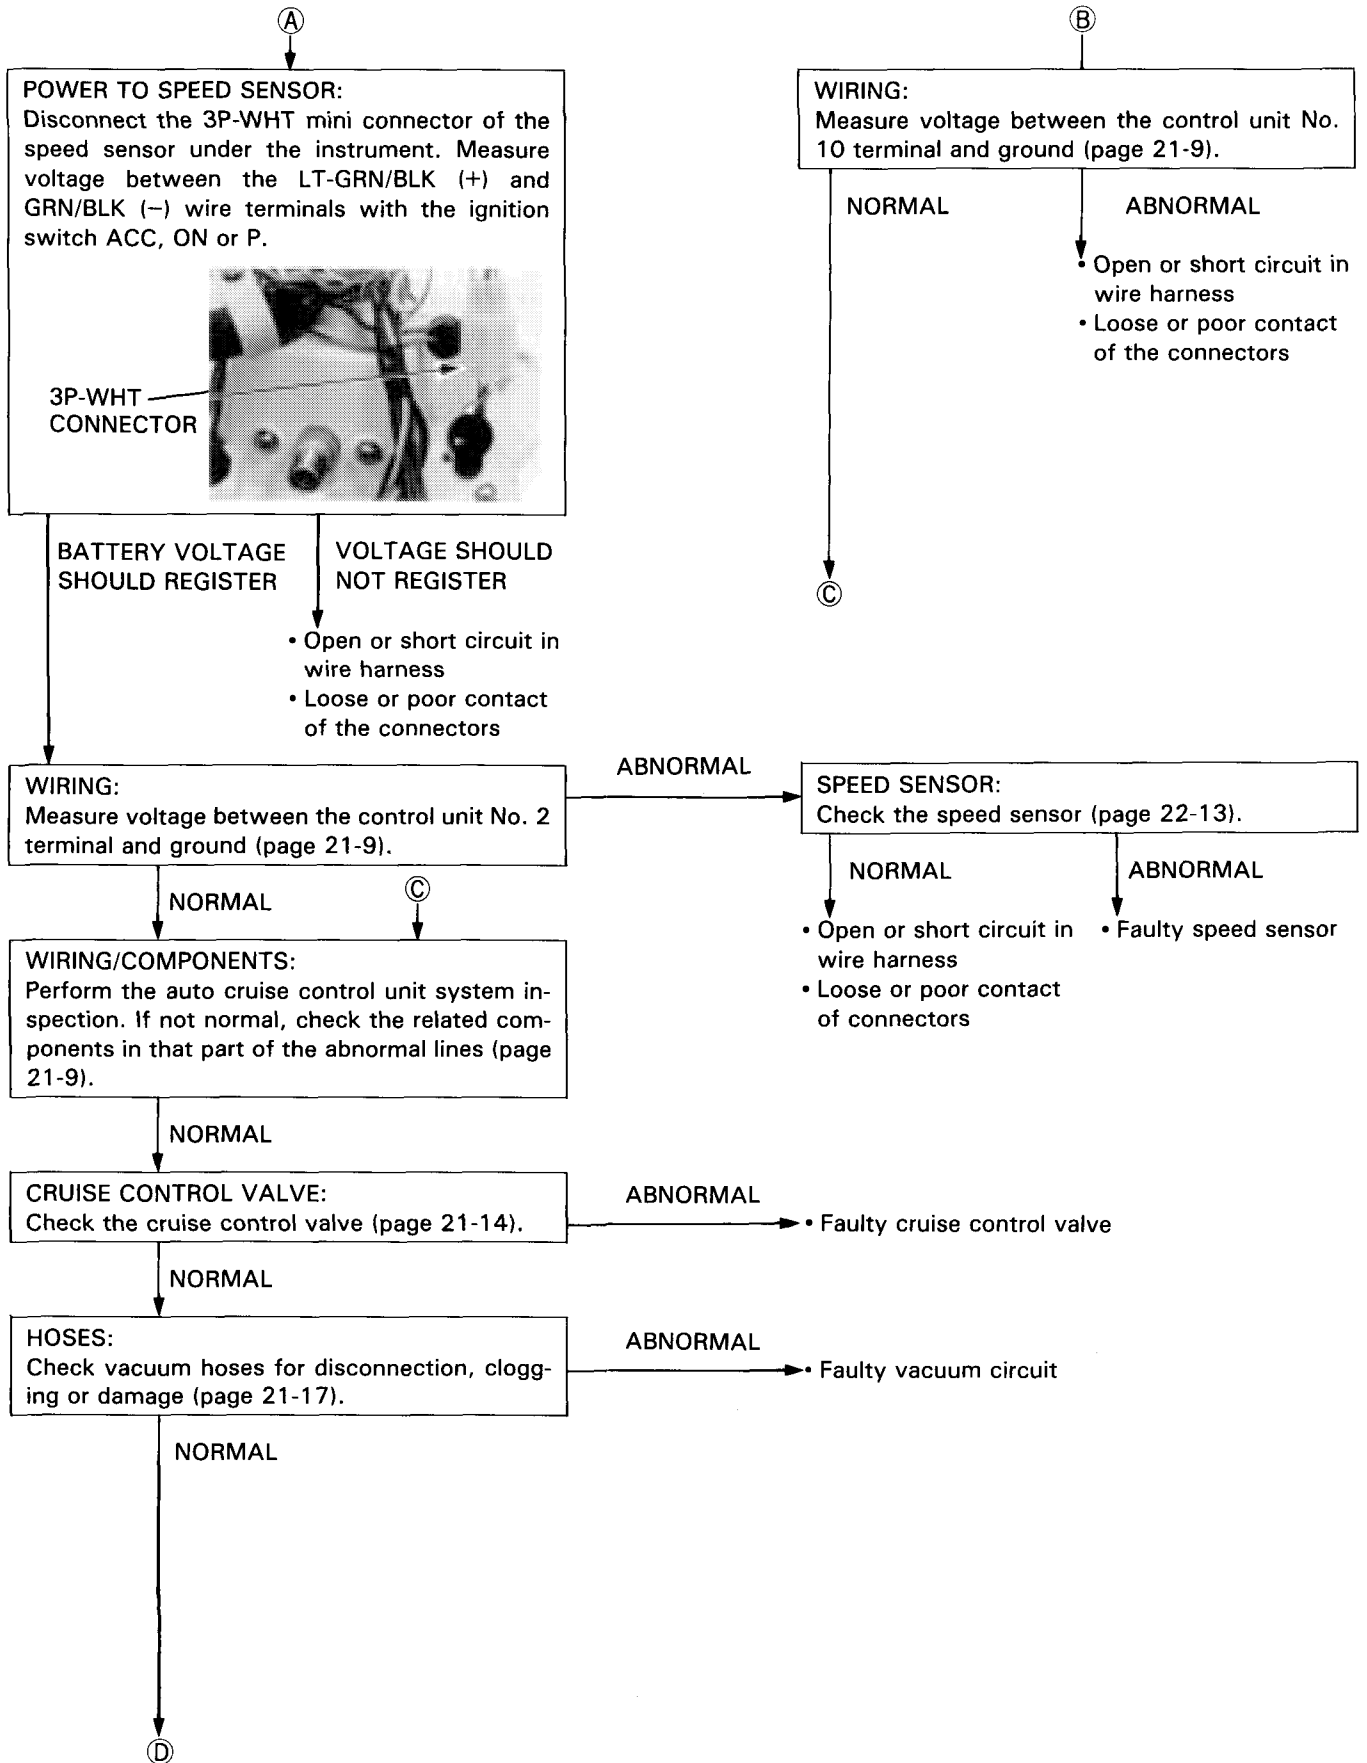 Ⓐ
POWER TO SPEED SENSOR:
Disconnect the 3P-WHT mini connector of the
speed sensor under the instrument. Measure
voltage between the LT-GRN/BLK (+) and
GRN/BLK (−) wire terminals with the ignition
switch ACC, ON or P.
3P-WHT
CONNECTOR
BATTERY VOLTAGE
SHOULD REGISTER
VOLTAGE SHOULD
NOT REGISTER
• Open or short circuit in
wire harness
• Loose or poor contact
of the connectors
Ⓑ
WIRING:
Measure voltage between the control unit No.
10 terminal and ground (page 21-9).
NORMAL
ABNORMAL
• Open or short circuit in
wire harness
• Loose or poor contact
of the connectors
Ⓒ
WIRING:
Measure voltage between the control unit No. 2
terminal and ground (page 21-9).
ABNORMAL
SPEED SENSOR:
Check the speed sensor (page 22-13).
NORMAL
ABNORMAL
• Open or short circuit in
wire harness
• Loose or poor contact
of connectors
• Faulty speed sensor
NORMAL
Ⓒ
WIRING/COMPONENTS:
Perform the auto cruise control unit system in-
spection. If not normal, check the related com-
ponents in that part of the abnormal lines (page
21-9).
NORMAL
CRUISE CONTROL VALVE:
Check the cruise control valve (page 21-14).
ABNORMAL
• Faulty cruise control valve
NORMAL
HOSES:
Check vacuum hoses for disconnection, clogg-
ing or damage (page 21-17).
ABNORMAL
• Faulty vacuum circuit
NORMAL
Ⓓ